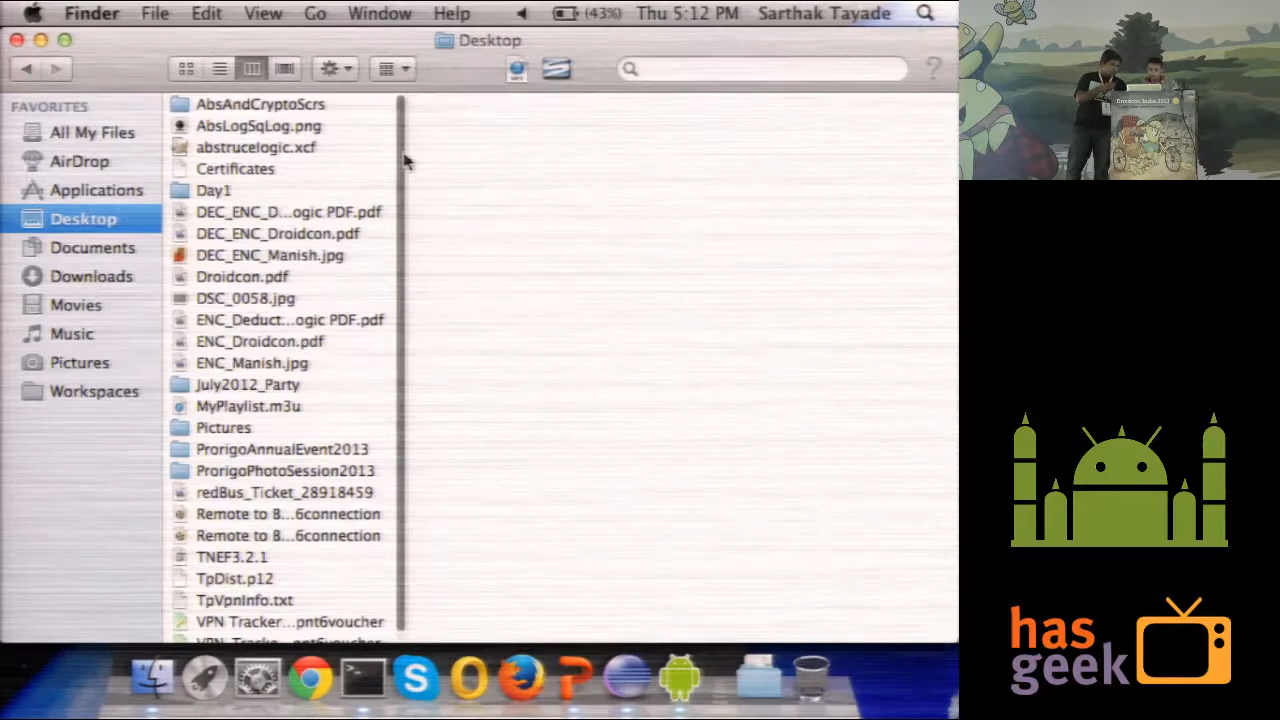 Finder File Edit View Go Window Help (43%) Thu 5:12 PM Sarthak Tayade
Desktop
FAVORITES
All My Files
AirDrop
Applications
Desktop
Documents
Downloads
Movies
Music
Pictures
Workspaces
AbsAndCryptoScrs
AbsLogSqLog.png
abstrucelogic.xcf
Certificates
Day1
DEC_ENC_D...ogic PDF.pdf
DEC_ENC_Droidcon.pdf
DEC_ENC_Manish.jpg
Droidcon.pdf
DSC_0058.jpg
ENC_Deduct...ogic PDF.pdf
ENC_Droidcon.pdf
ENC_Manish.jpg
July2012_Party
MyPlaylist.m3u
Pictures
ProrigoAnnualEvent2013
ProrigoPhotoSession2013
redBus_Ticket_28918459
Remote to B...6connection
Remote to B...6connection
TNEF3.2.1
TpDist.p12
TpVpnInfo.txt
VPN Tracker...pnt6voucher
Droidcon India 2013
has
geek